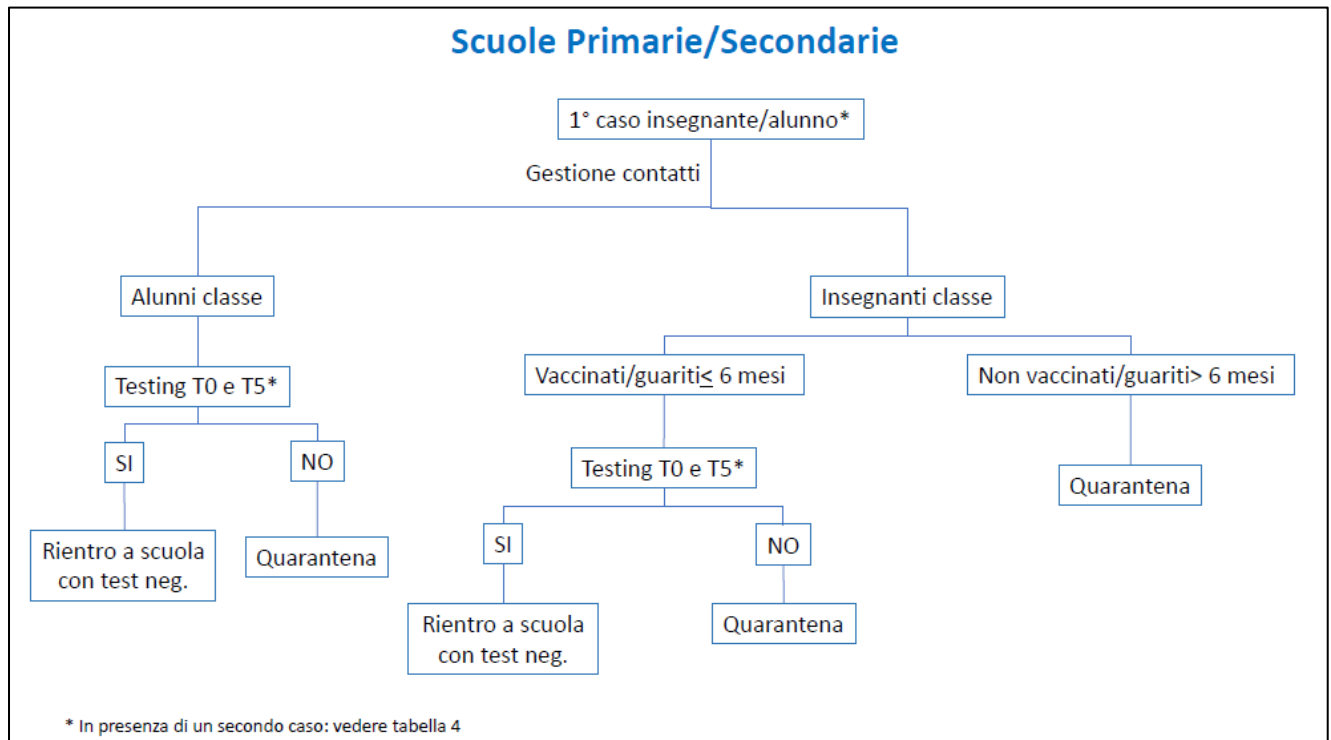 Scuole Primarie/Secondarie
1° caso insegnante/alunno*
Gestione contatti
Alunni classe
Insegnanti classe
Testing T0 e T5*
Vaccinati/guariti≤ 6 mesi
Non vaccinati/guariti> 6 mesi
SI
NO
Testing T0 e T5*
Quarantena
Rientro a scuola
con test neg.
Quarantena
SI
NO
Rientro a scuola
con test neg.
Quarantena
* In presenza di un secondo caso: vedere tabella 4